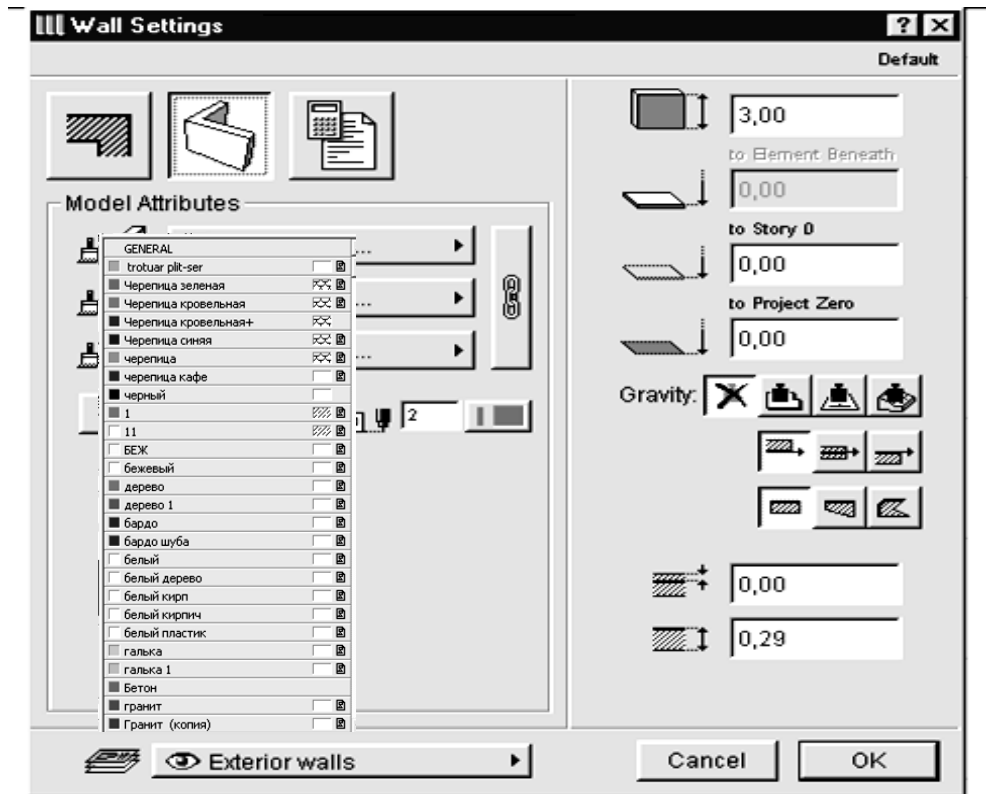 Wall Settings
Default
3,00
to Element Beneath
0,00
to Story 0
0,00
to Project Zero
0,00
Model Attributes
GENERAL
trotuar plit-ser
Черепица зеленая
Черепица кровельная
Черепица кровельная+
Черепица синяя
черепица
черепица кафе
черный
1
11
БЕЖ
бежевый
дерево
дерево 1
бардо
бардо шуба
белый
белый дерево
белый кирп
белый кирпич
белый пластик
галька
галька 1
Бетон
гранит
Гранит (копия)
...
...
...
2
Gravity:
0,00
0,29
Exterior walls
Cancel
OK